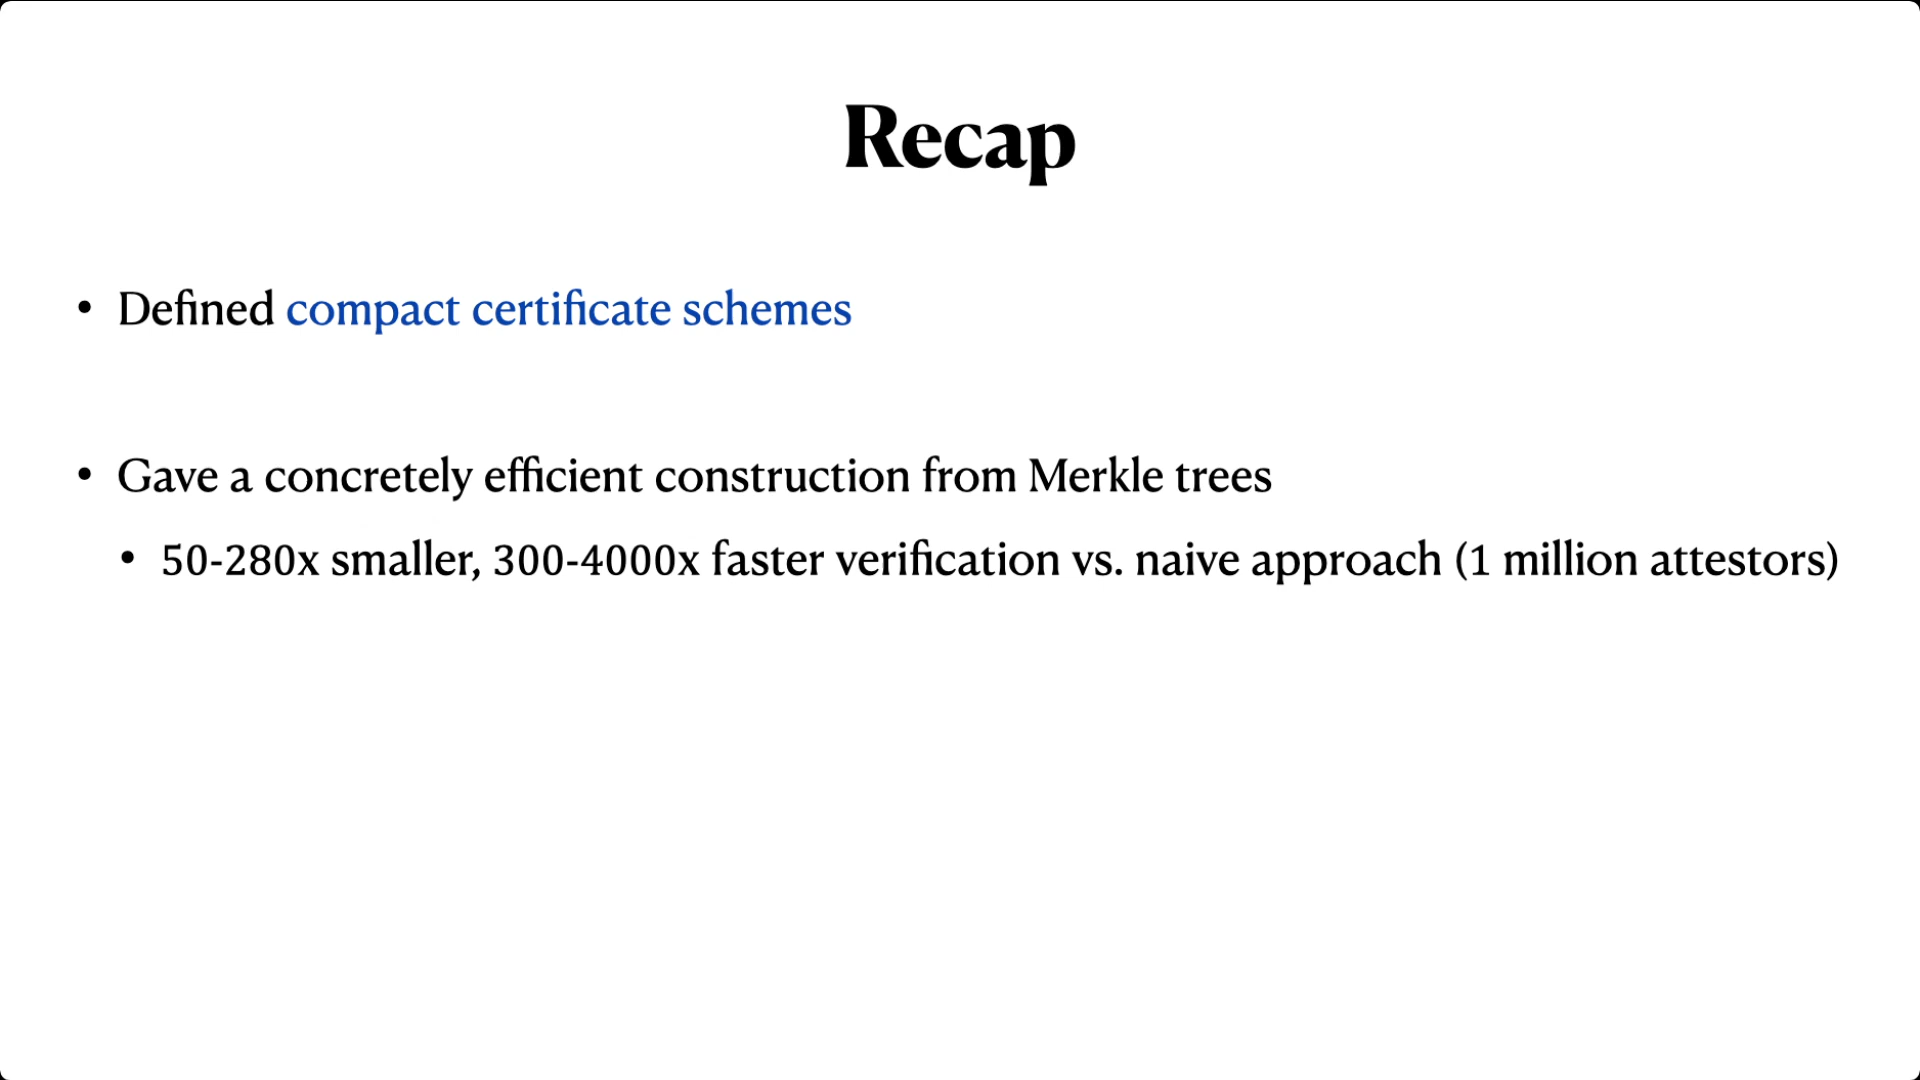 Recap
• Defined compact certificate schemes
• Gave a concretely efficient construction from Merkle trees
• 50-280x smaller, 300-4000x faster verification vs. naive approach (1 million attestors)